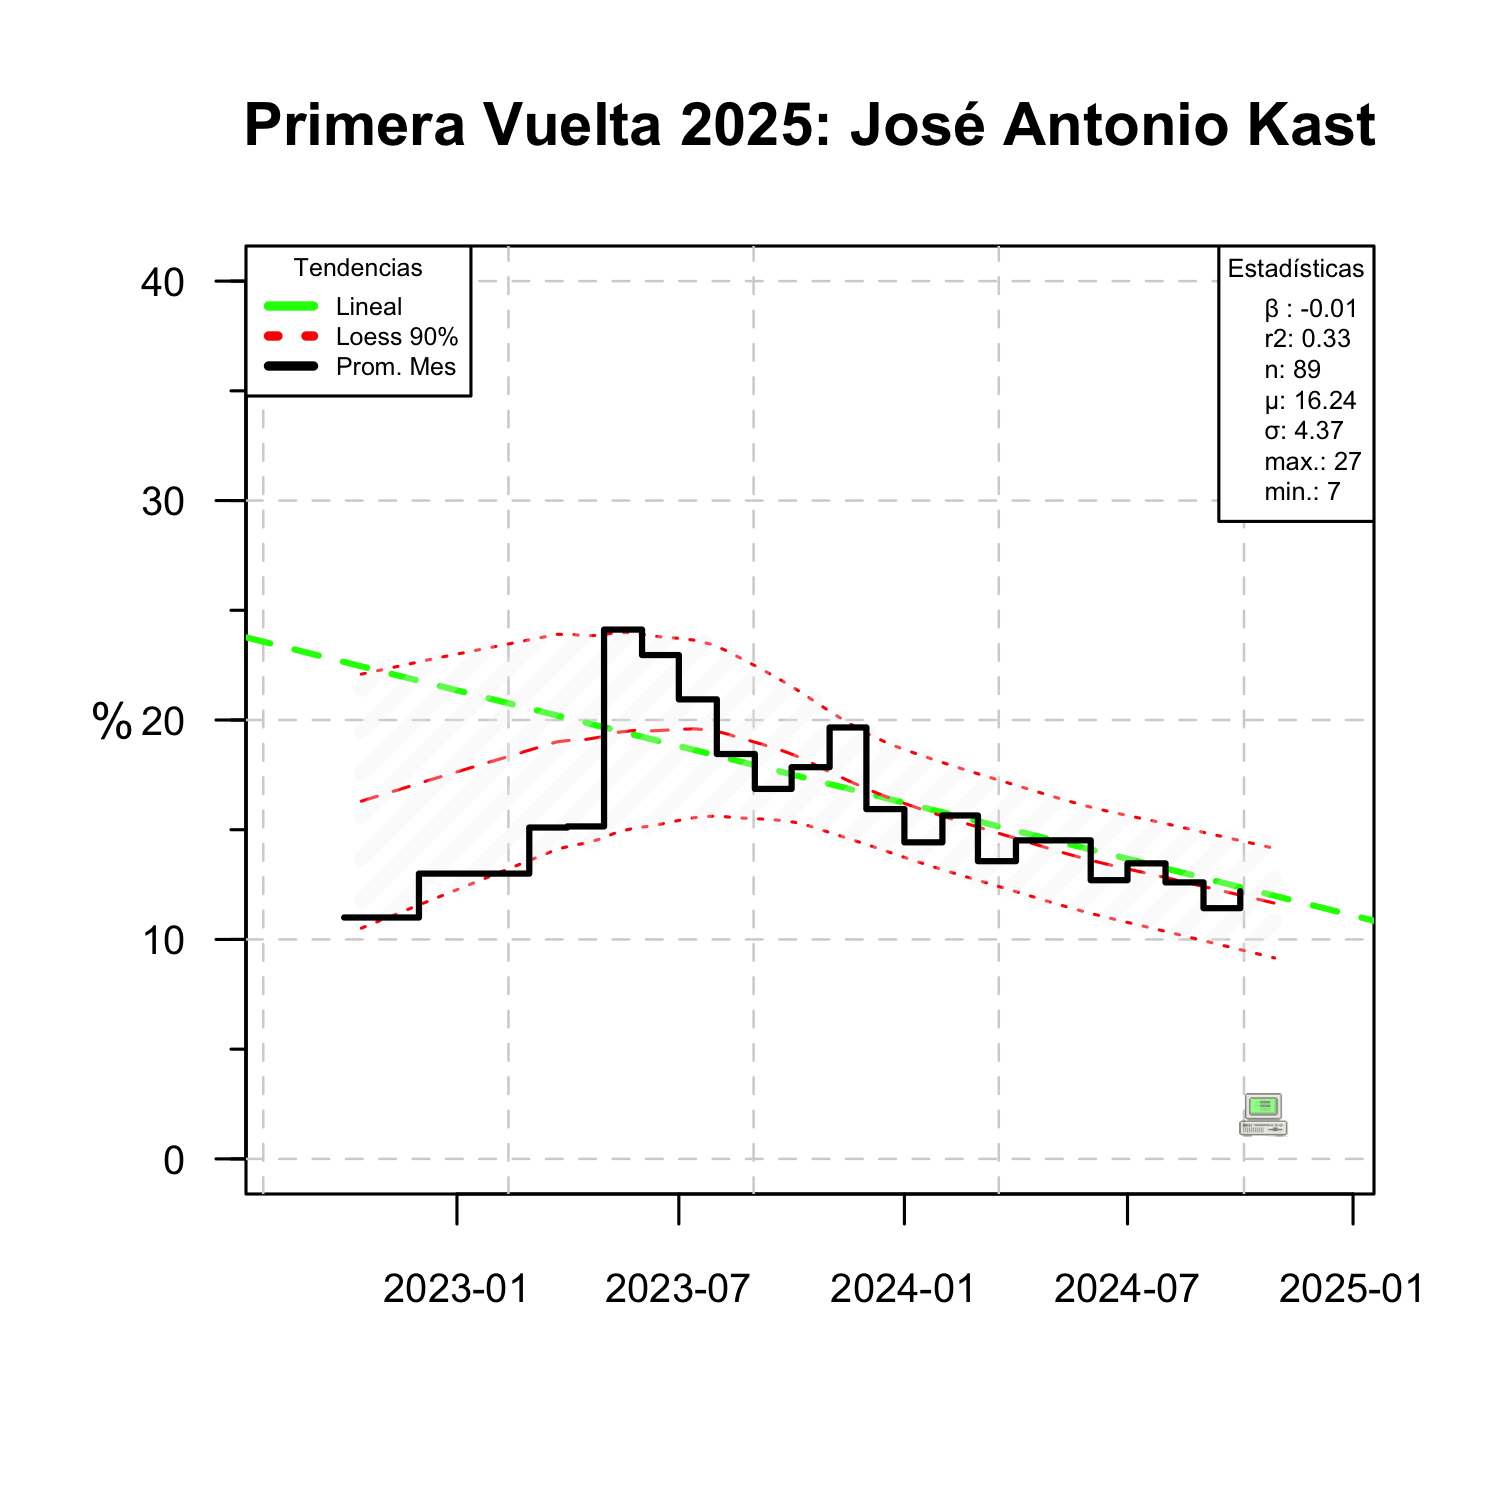 Primera Vuelta 2025: José Antonio Kast
Tendencias
Lineal
Loess 90%
Prom. Mes
Estadísticas
β : -0.01
r2: 0.33
n: 89
μ: 16.24
σ: 4.37
max.: 27
min.: 7
40
30
% 20
10
0
2023-01 2023-07 2024-01 2024-07 2025-01